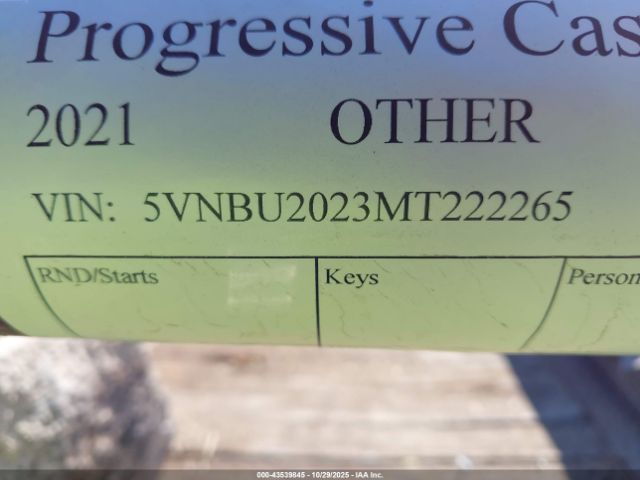 Progressive Cas
2021 OTHER
VIN: 5VNBU2023MT222265
RND/Starts Keys Person
000-43539845 | 10/29/2025 | IAA Inc.